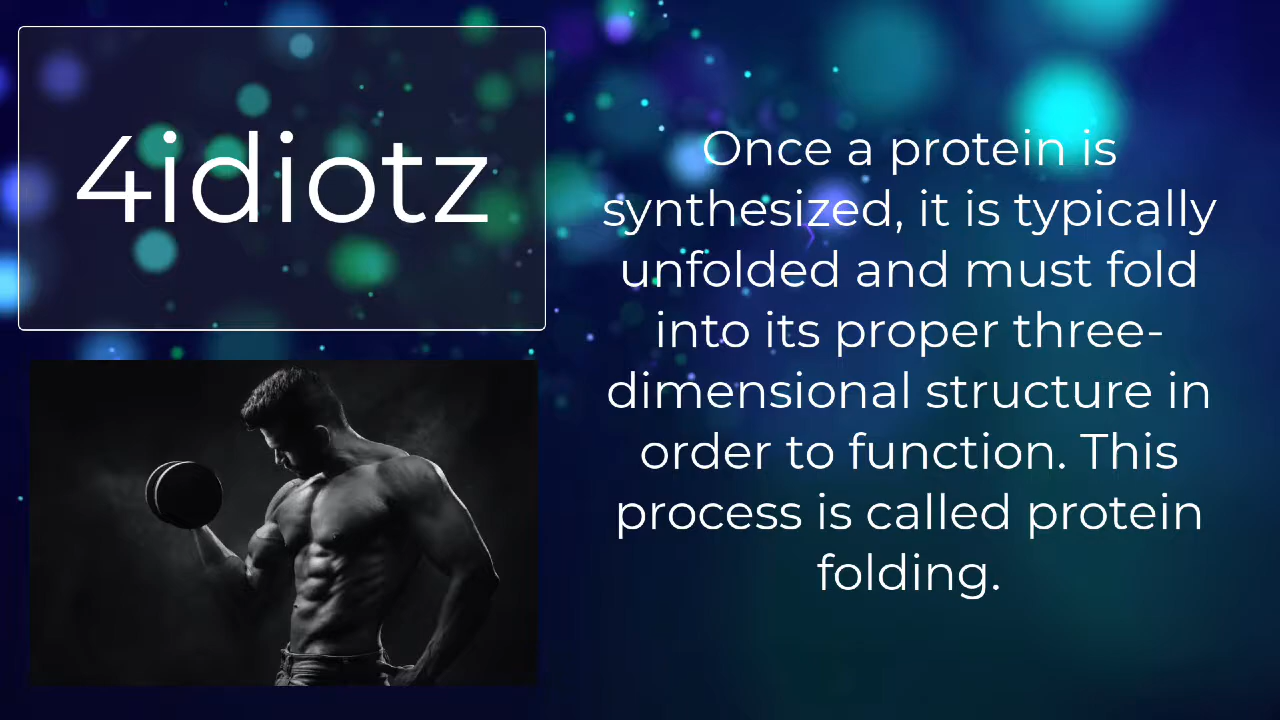 4idiotz
Once a protein is
synthesized, it is typically
unfolded and must fold
into its proper three-
dimensional structure in
order to function. This
process is called protein
folding.